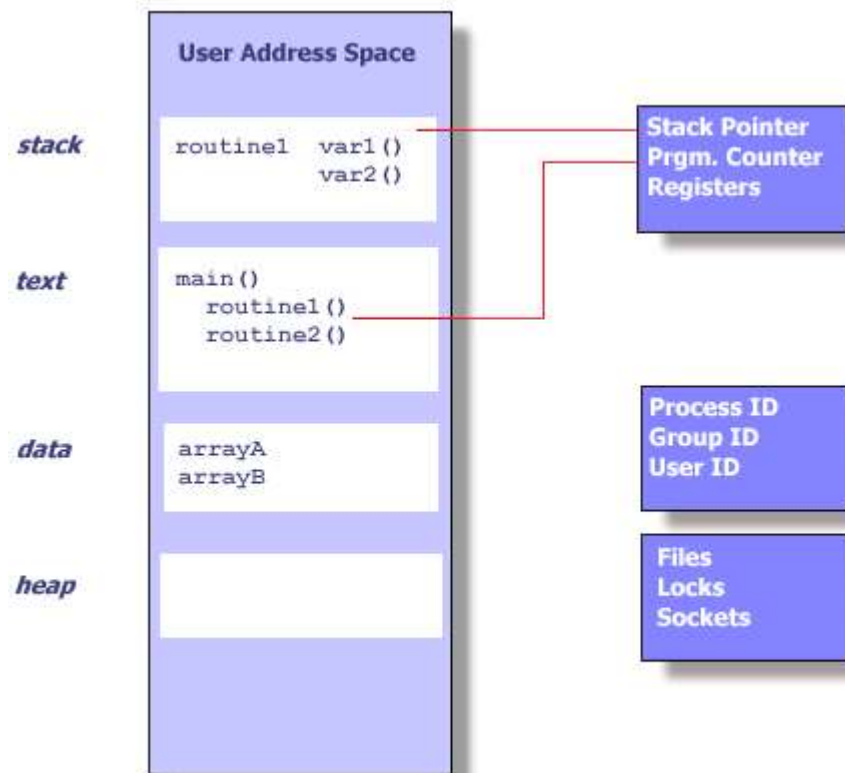 User Address Space
stack
routine1 var1()
var2()
text
main()
routine1()
routine2()
data
arrayA
arrayB
heap
Stack Pointer
Prgm. Counter
Registers
Process ID
Group ID
User ID
Files
Locks
Sockets